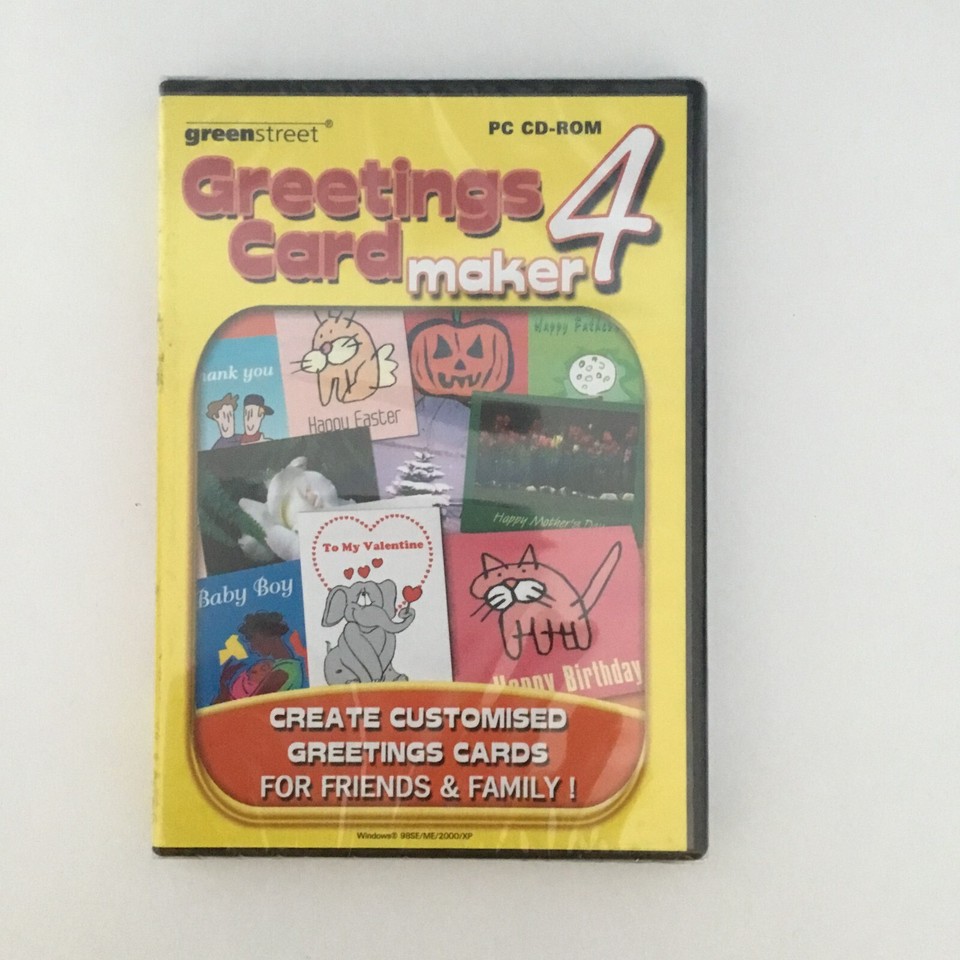 greenstreet®
PC CD-ROM
Greetings
Card maker 4
Happy Father
hank you
Happy Easter
Happy Mother's Day
To My Valentine
Baby Boy
Happy Birthday
CREATE CUSTOMISED
GREETINGS CARDS
FOR FRIENDS & FAMILY !
Windows® 98SE/ME/2000/XP